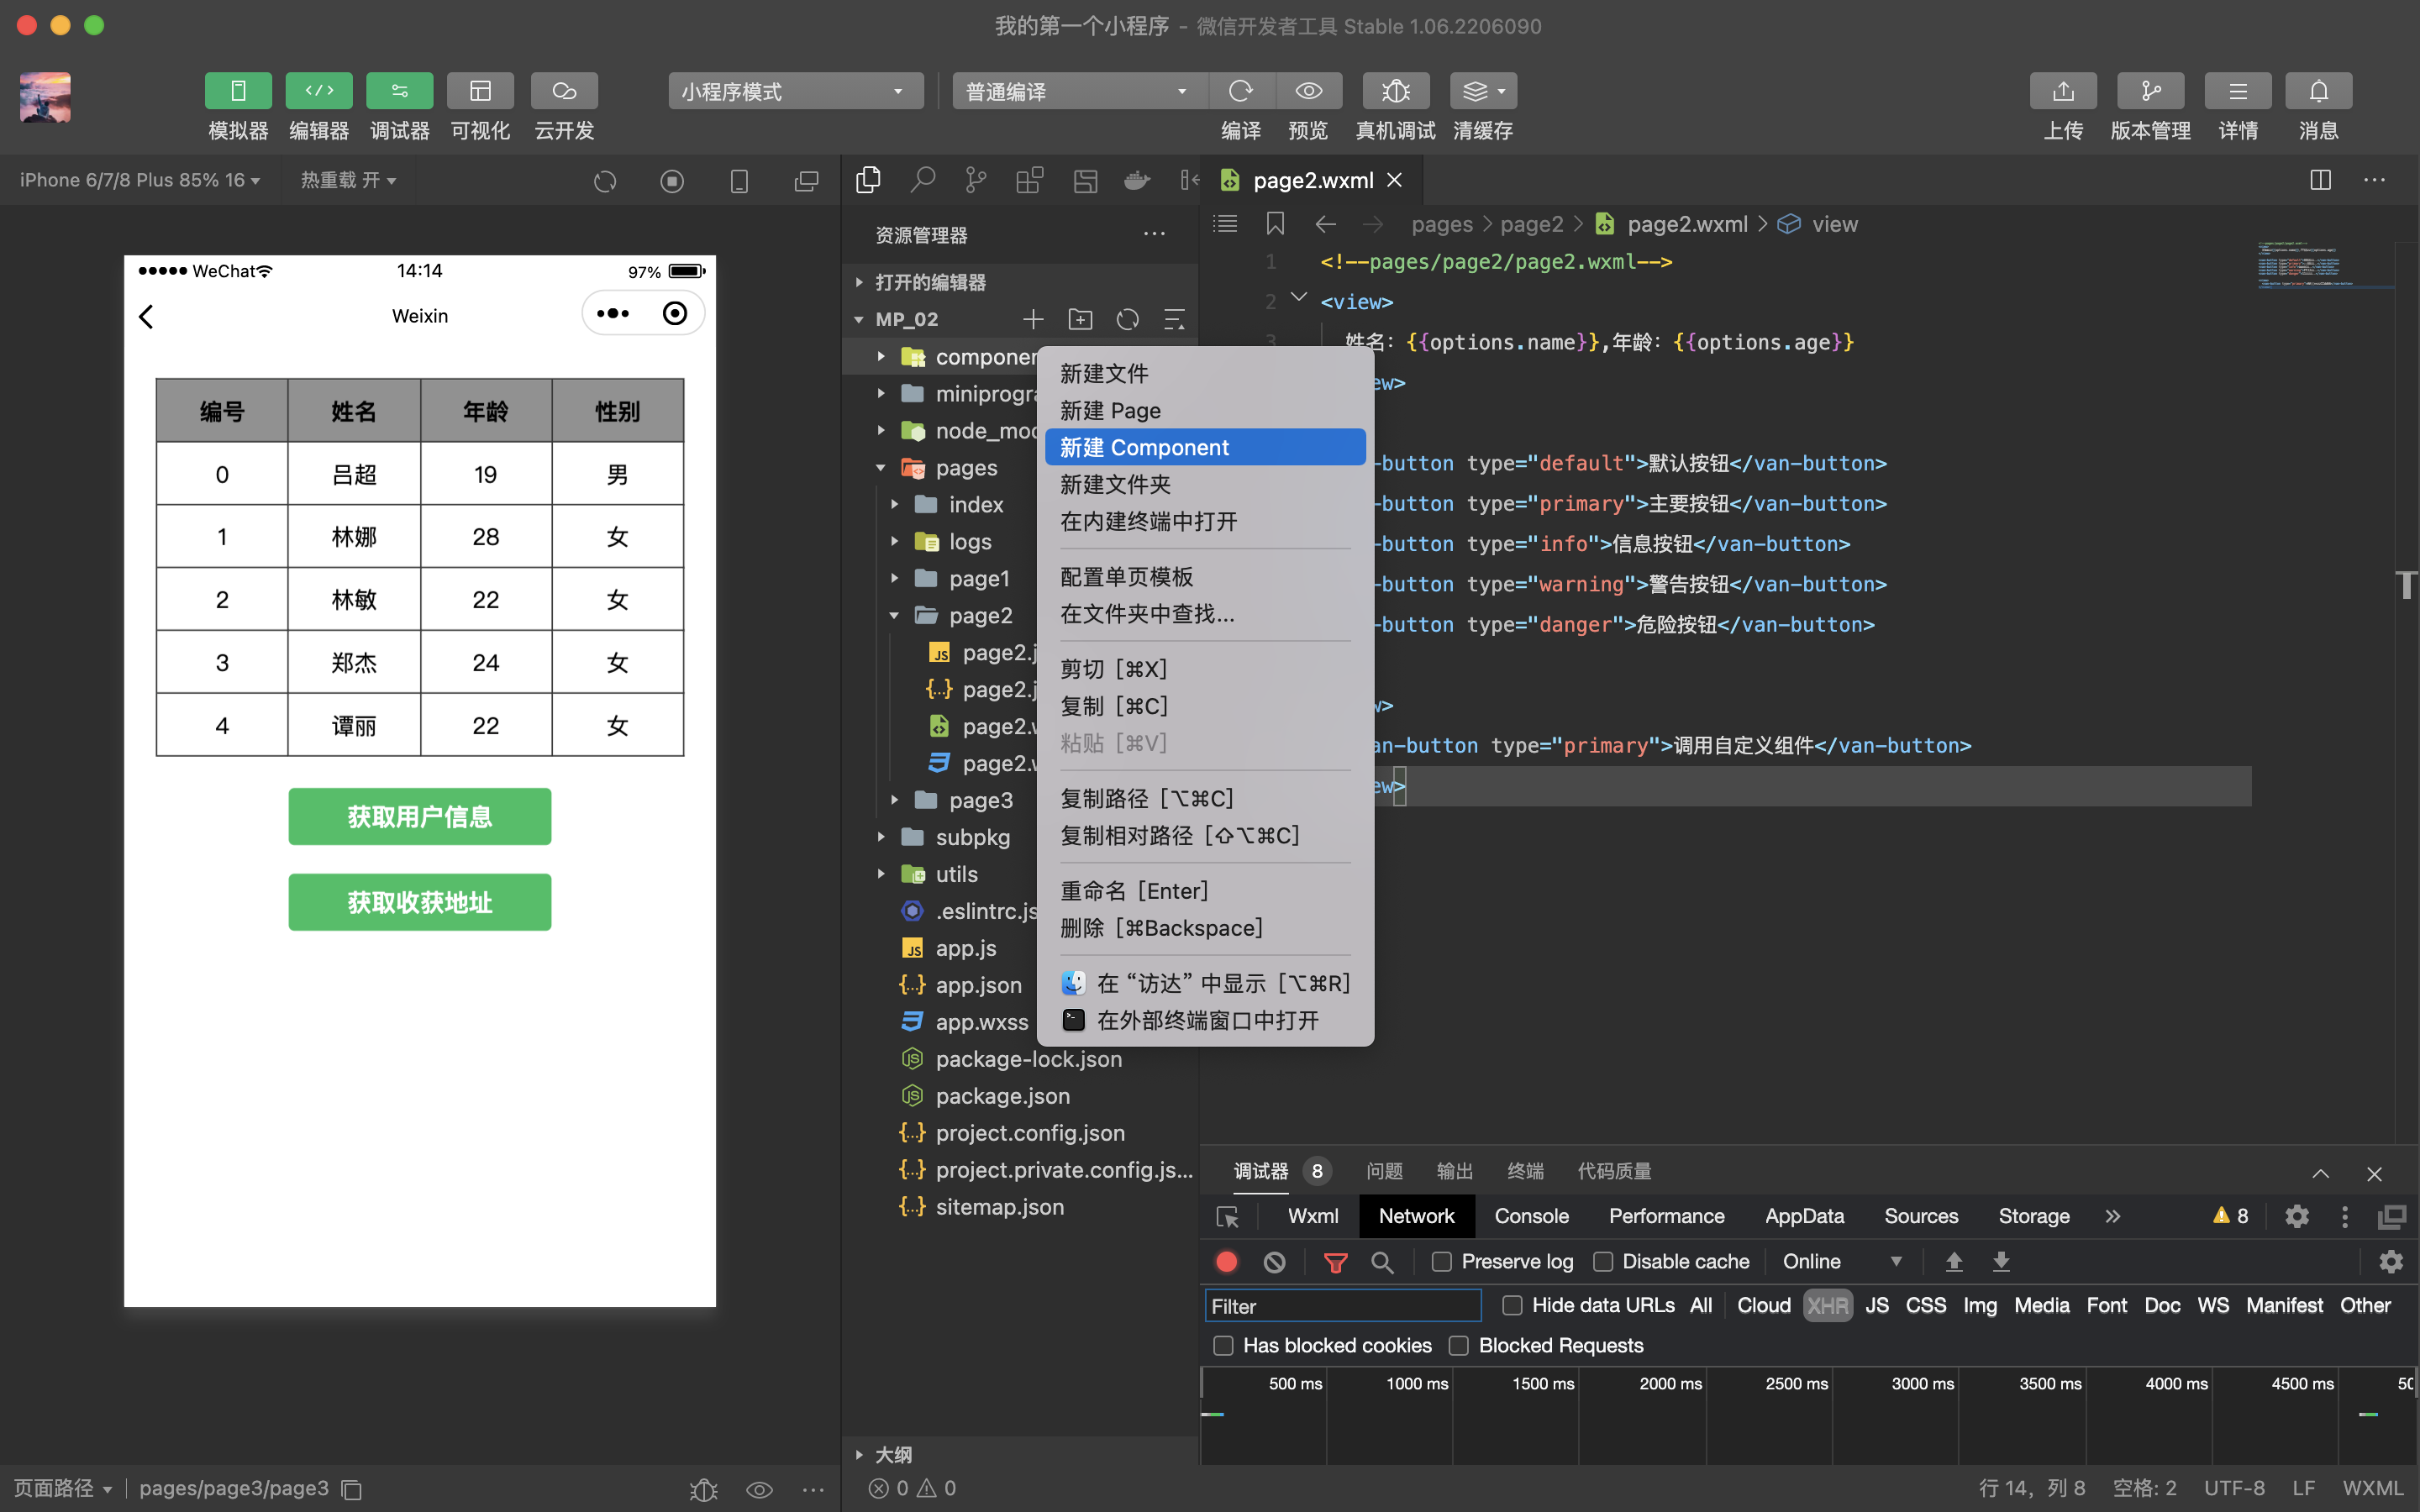 我的第一个小程序 - 微信开发者工具 Stable 1.06.2206090
模拟器 编辑器 调试器 可视化 云开发
小程序模式 普通编译
编译 预览 真机调试 清缓存
上传 版本管理 详情 消息
iPhone 6/7/8 Plus 85% 16 热重载 开
WeChat 14:14 97%
Weixin
编号 姓名 年龄 性别
0 吕超 19 男
1 林娜 28 女
2 林敏 22 女
3 郑杰 24 女
4 谭丽 22 女
获取用户信息
获取收获地址
页面路径 pages/page3/page3
资源管理器
打开的编辑器
MP_02
componen
miniprogra
node_mod
pages
index
logs
page1
page2
page2.j
page2.j
page2.w
page2.w
page3
subpkg
utils
.eslintrc.js
app.js
app.json
app.wxss
package-lock.json
package.json
project.config.json
project.private.config.js...
sitemap.json
大纲
0 0
新建文件
新建 Page
新建 Component
新建文件夹
在内建终端中打开
配置单页模板
在文件夹中查找...
剪切 [⌘X]
复制 [⌘C]
粘贴 [⌘V]
复制路径 [⌥⌘C]
复制相对路径 [⇧⌥⌘C]
重命名 [Enter]
删除 [⌘Backspace]
在 “访达” 中显示 [⌥⌘R]
在外部终端窗口中打开
page2.wxml
pages > page2 > page2.wxml > view
1 <!--pages/page2/page2.wxml-->
2 <view>
3 姓名：{{options.name}},年龄：{{options.age}}
ew>
-button type="default">默认按钮</van-button>
-button type="primary">主要按钮</van-button>
-button type="info">信息按钮</van-button>
-button type="warning">警告按钮</van-button>
-button type="danger">危险按钮</van-button>
w>
an-button type="primary">调用自定义组件</van-button>
ew>
调试器 8 问题 输出 终端 代码质量
Wxml Network Console Performance AppData Sources Storage 8
Preserve log Disable cache Online
Filter Hide data URLs All Cloud XHR JS CSS Img Media Font Doc WS Manifest Other
Has blocked cookies Blocked Requests
500 ms 1000 ms 1500 ms 2000 ms 2500 ms 3000 ms 3500 ms 4000 ms 4500 ms 50
行 14，列 8 空格: 2 UTF-8 LF WXML